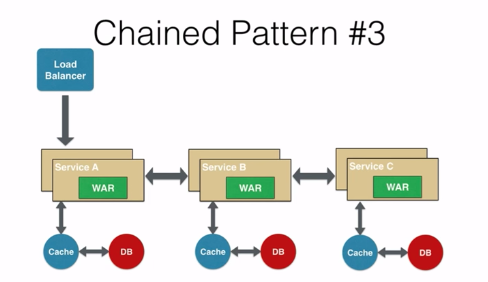 Chained Pattern #3
Load
Balancer
Service A
WAR
Service B
WAR
Service C
WAR
Cache
DB
Cache
DB
Cache
DB